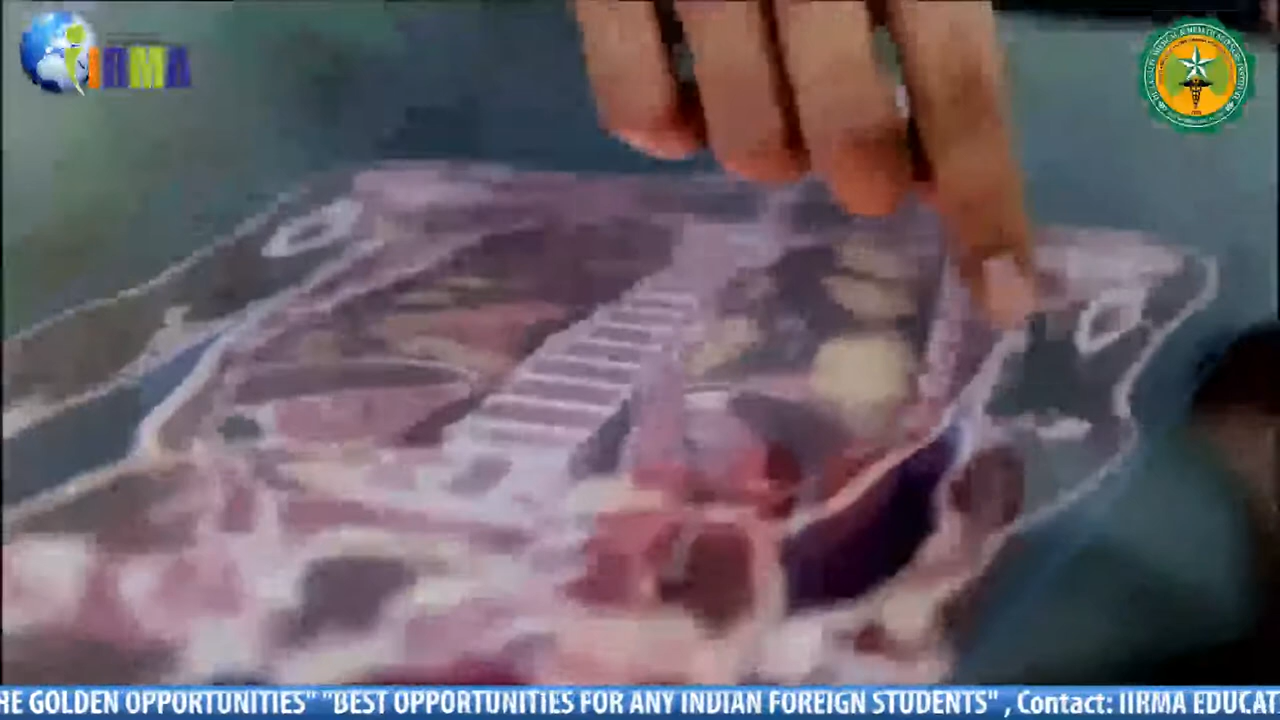 IIRMA
HE GOLDEN OPPORTUNITIES" "BEST OPPORTUNITIES FOR ANY INDIAN FOREIGN STUDENTS" , Contact: IIRMA EDUCAT